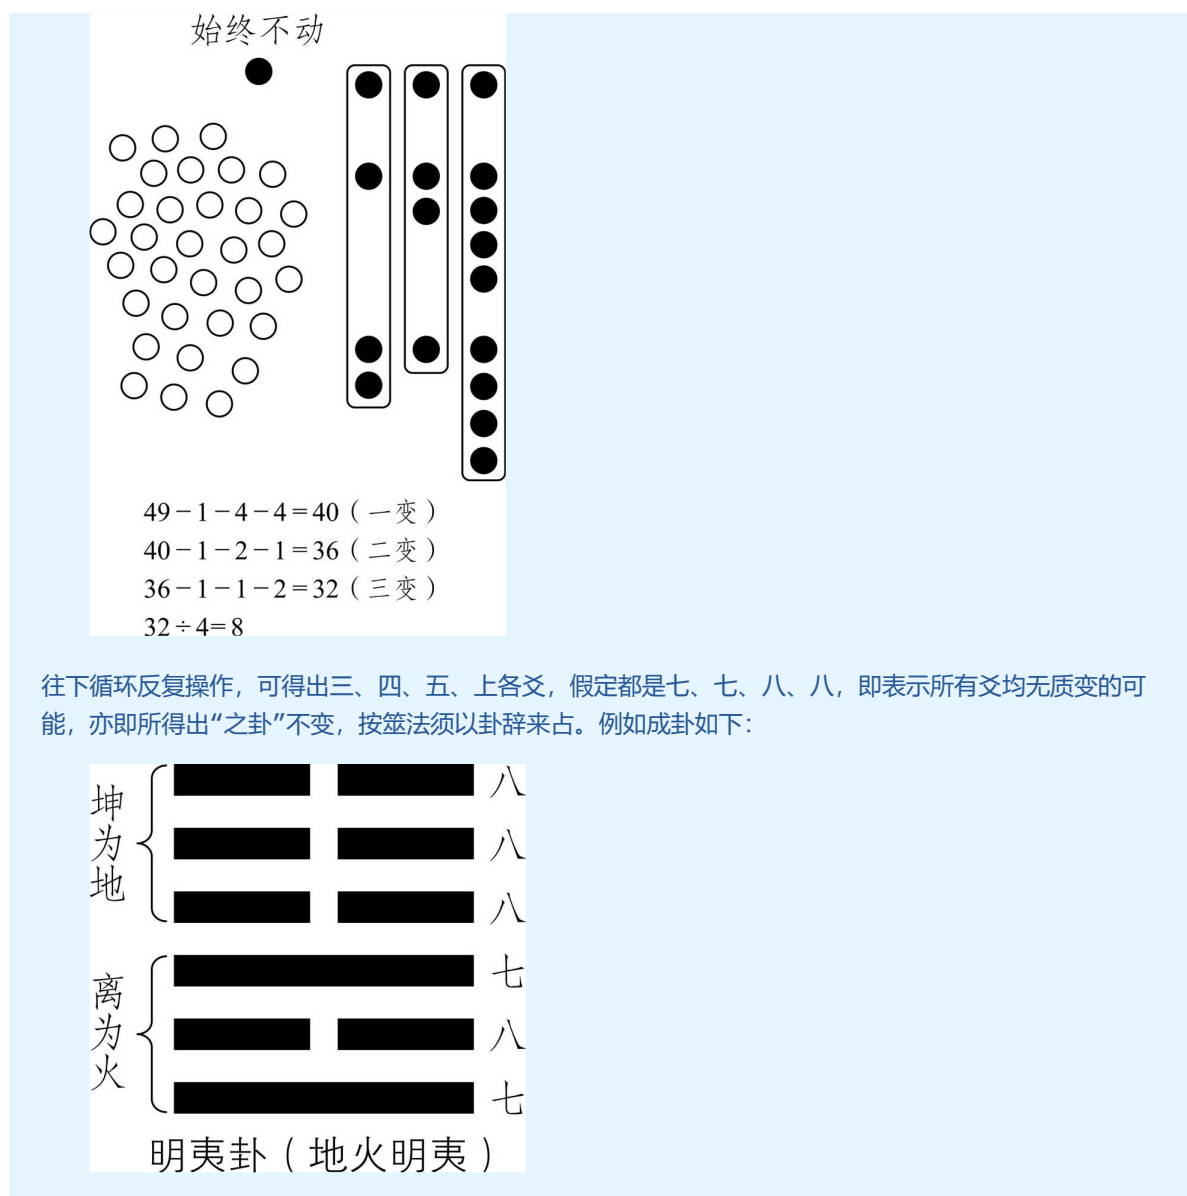 始终不动
49－1－4－4＝40（一变）
40－1－2－1＝36（二变）
36－1－1－2＝32（三变）
32÷4=8
往下循环反复操作，可得出三、四、五、上各爻，假定都是七、七、八、八，即表示所有爻均无质变的可
能，亦即所得出“之卦”不变，按筮法须以卦辞来占。例如成卦如下：
坤为地
八
八
八
离为火
七
八
七
明夷卦（地火明夷）